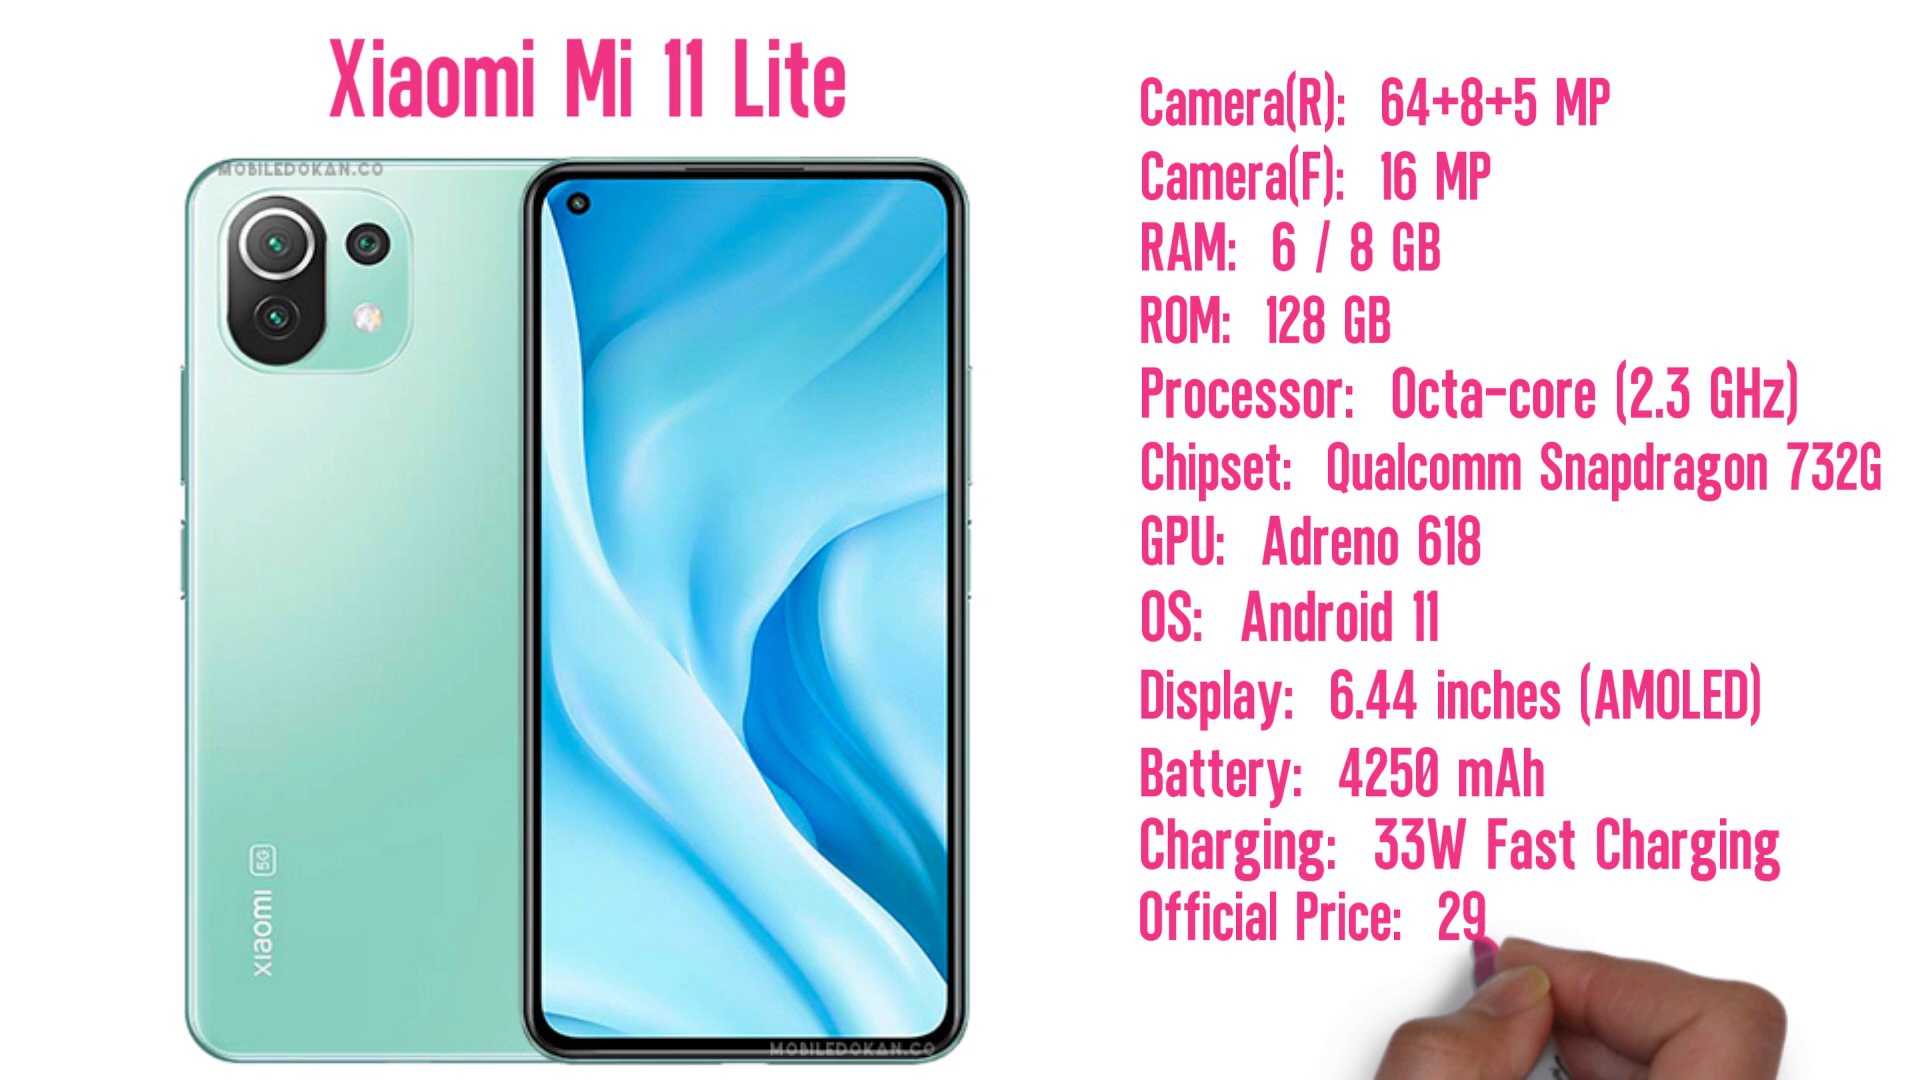 Xiaomi Mi 11 Lite
MOBILEDOKAN.CO
XIAOMI 5G
MOBILEDOKAN.CO
Camera(R): 64+8+5 MP
Camera(F): 16 MP
RAM: 6 / 8 GB
ROM: 128 GB
Processor: Octa-core (2.3 GHz)
Chipset: Qualcomm Snapdragon 732G
GPU: Adreno 618
OS: Android 11
Display: 6.44 inches (AMOLED)
Battery: 4250 mAh
Charging: 33W Fast Charging
Official Price: 29